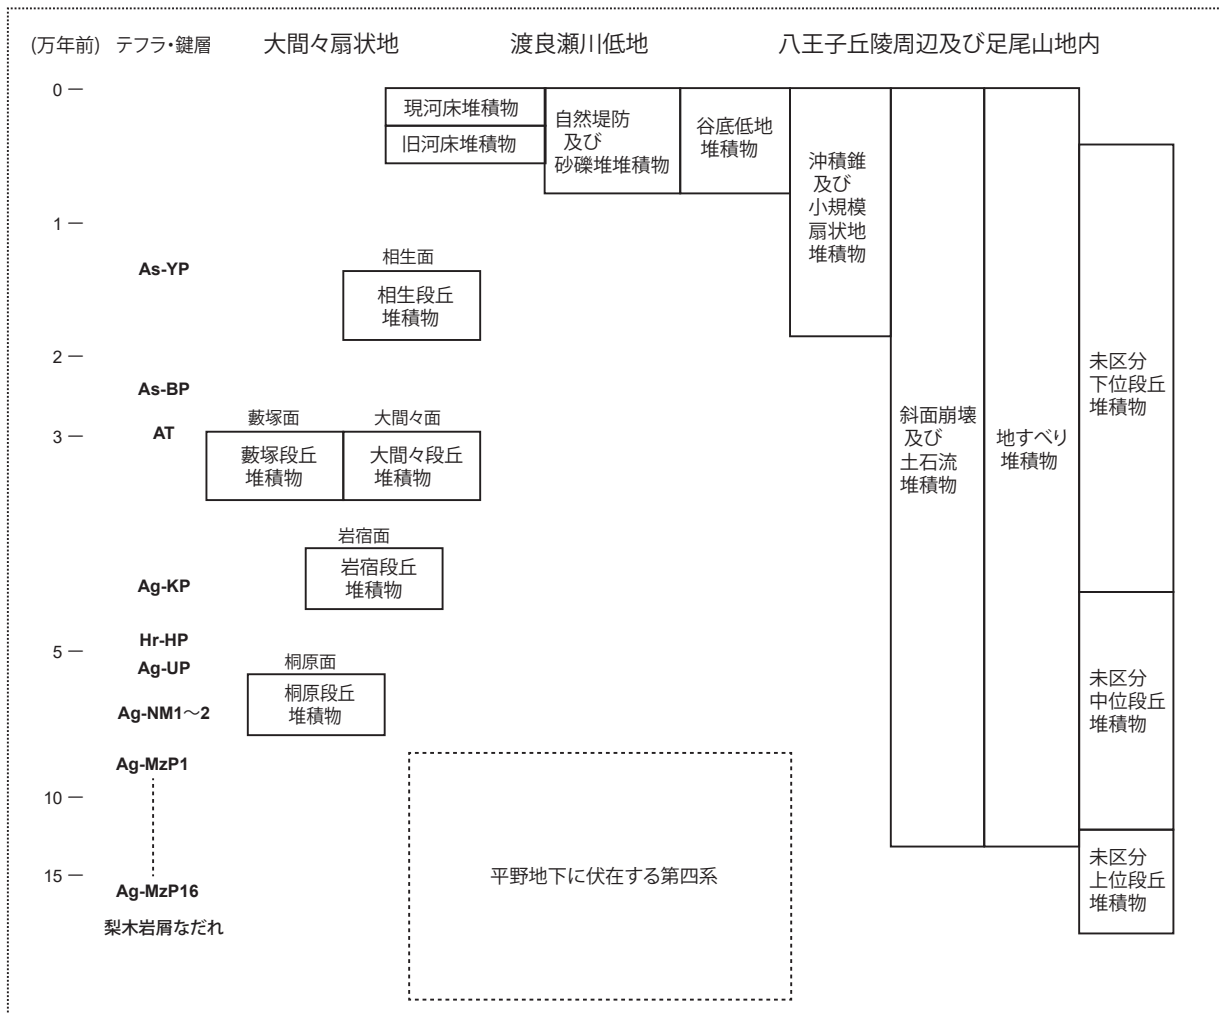 (万年前) テフラ・鍵層 大間々扇状地 渡良瀬川低地 八王子丘陵周辺及び足尾山地内
0
1
2
3
5
10
15
As-YP
As-BP
AT
Ag-KP
Hr-HP
Ag-UP
Ag-NM1〜2
Ag-MzP1
Ag-MzP16
梨木岩屑なだれ
現河床堆積物
旧河床堆積物
相生面
相生段丘
堆積物
藪塚面
藪塚段丘
堆積物
大間々面
大間々段丘
堆積物
岩宿面
岩宿段丘
堆積物
桐原面
桐原段丘
堆積物
自然堤防
及び
砂礫堆堆積物
谷底低地
堆積物
平野地下に伏在する第四系
沖積錐
及び
小規模
扇状地
堆積物
斜面崩壊
及び
土石流
堆積物
地すべり
堆積物
未区分
下位段丘
堆積物
未区分
中位段丘
堆積物
未区分
上位段丘
堆積物